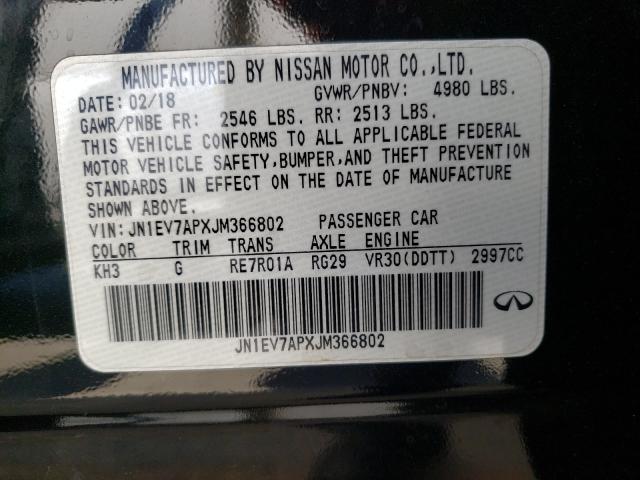 MANUFACTURED BY NISSAN MOTOR CO.,LTD.
DATE: 02/18 GVWR/PNBV: 4980 LBS.
GAWR/PNBE FR: 2546 LBS. RR: 2513 LBS.
THIS VEHICLE CONFORMS TO ALL APPLICABLE FEDERAL
MOTOR VEHICLE SAFETY,BUMPER,AND THEFT PREVENTION
STANDARDS IN EFFECT ON THE DATE OF MANUFACTURE
SHOWN ABOVE.
VIN: JN1EV7APXJM366802 PASSENGER CAR
COLOR TRIM TRANS AXLE ENGINE
KH3 G RE7R01A RG29 VR30(DDTT) 2997CC
JN1EV7APXJM366802